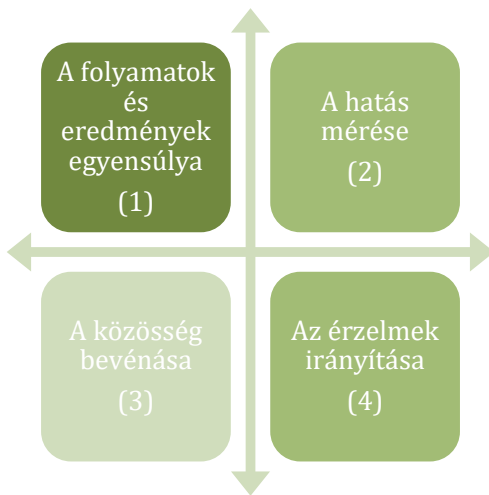 A folyamatok
és
eredmények
egyensúlya
(1)
A hatás
mérése
(2)
A közösség
bevénása
(3)
Az érzelmek
irányítása
(4)